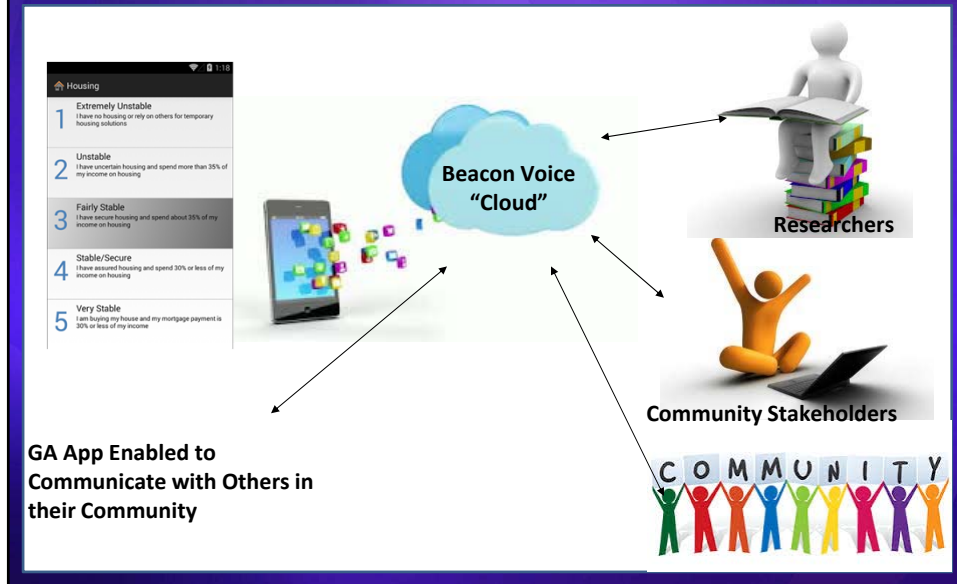 1:18
Housing
1
Extremely Unstable
I have no housing or rely on others for temporary
housing solutions
2
Unstable
I have uncertain housing and spend more than 35% of
my income on housing
3
Fairly Stable
I have secure housing and spend about 35% of my
income on housing
4
Stable/Secure
I have assured housing and spend 30% or less of my
income on housing
5
Very Stable
I am buying my house and my mortgage payment is
30% or less of my income
Beacon Voice
“Cloud”
Researchers
Community Stakeholders
GA App Enabled to
Communicate with Others in
their Community
COMMUNITY